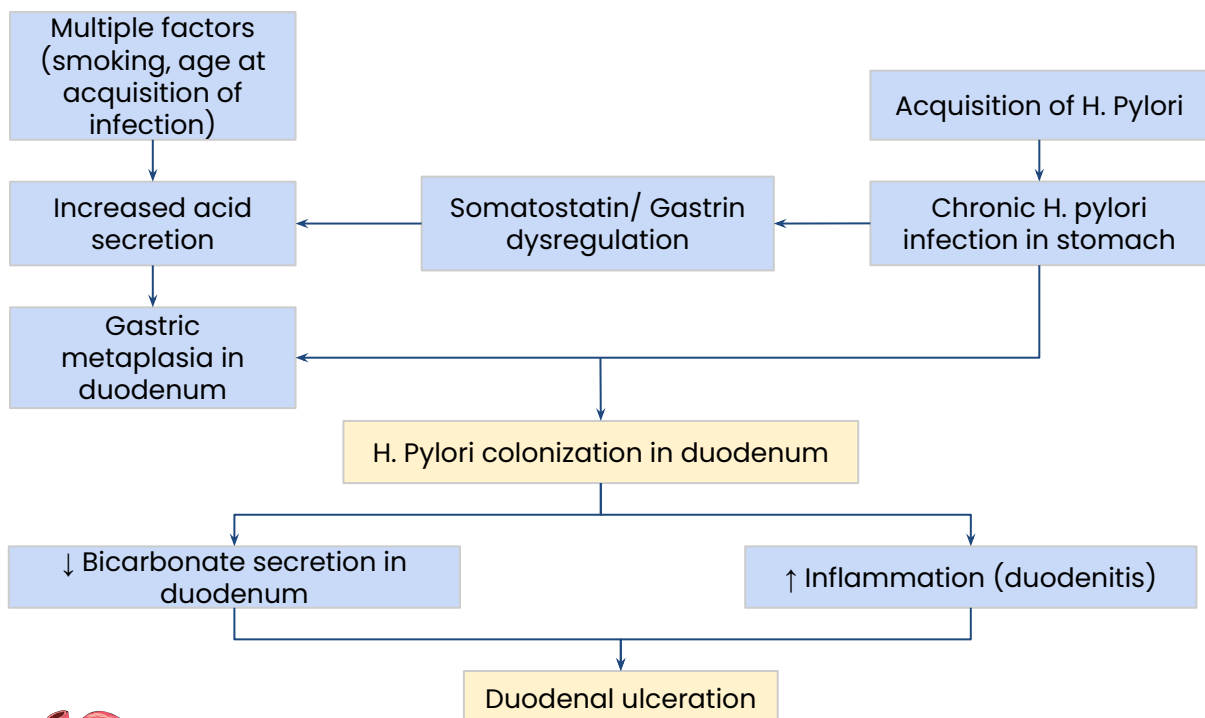 Multiple factors
(smoking, age at
acquisition of
infection)
Acquisition of H. Pylori
Increased acid
secretion
Somatostatin/ Gastrin
dysregulation
Chronic H. pylori
infection in stomach
Gastric
metaplasia in
duodenum
H. Pylori colonization in duodenum
↓ Bicarbonate secretion in
duodenum
↑ Inflammation (duodenitis)
Duodenal ulceration